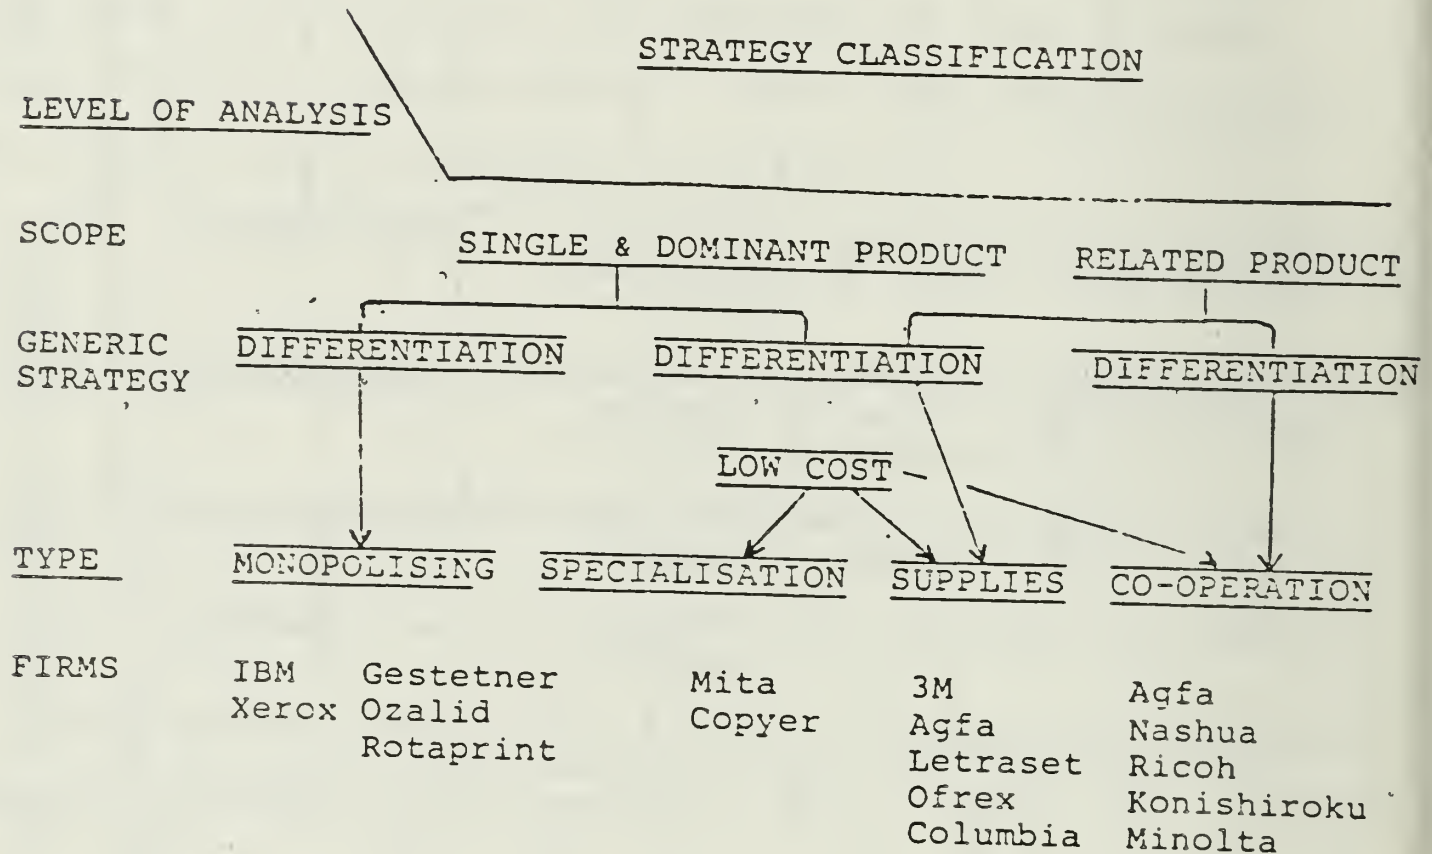 STRATEGY CLASSIFICATION
LEVEL OF ANALYSIS
SCOPE
SINGLE & DOMINANT PRODUCT
RELATED PRODUCT
GENERIC STRATEGY
DIFFERENTIATION
DIFFERENTIATION
DIFFERENTIATION
LOW COST
TYPE
MONOPOLISING
SPECIALISATION
SUPPLIES
CO-OPERATION
FIRMS
IBM Gestetner Mita 3M Agfa
Xerox Ozalid Copyer Agfa Nashua
Rotaprint Letraset Ricoh
Ofrex Konishiroku
Columbia Minolta